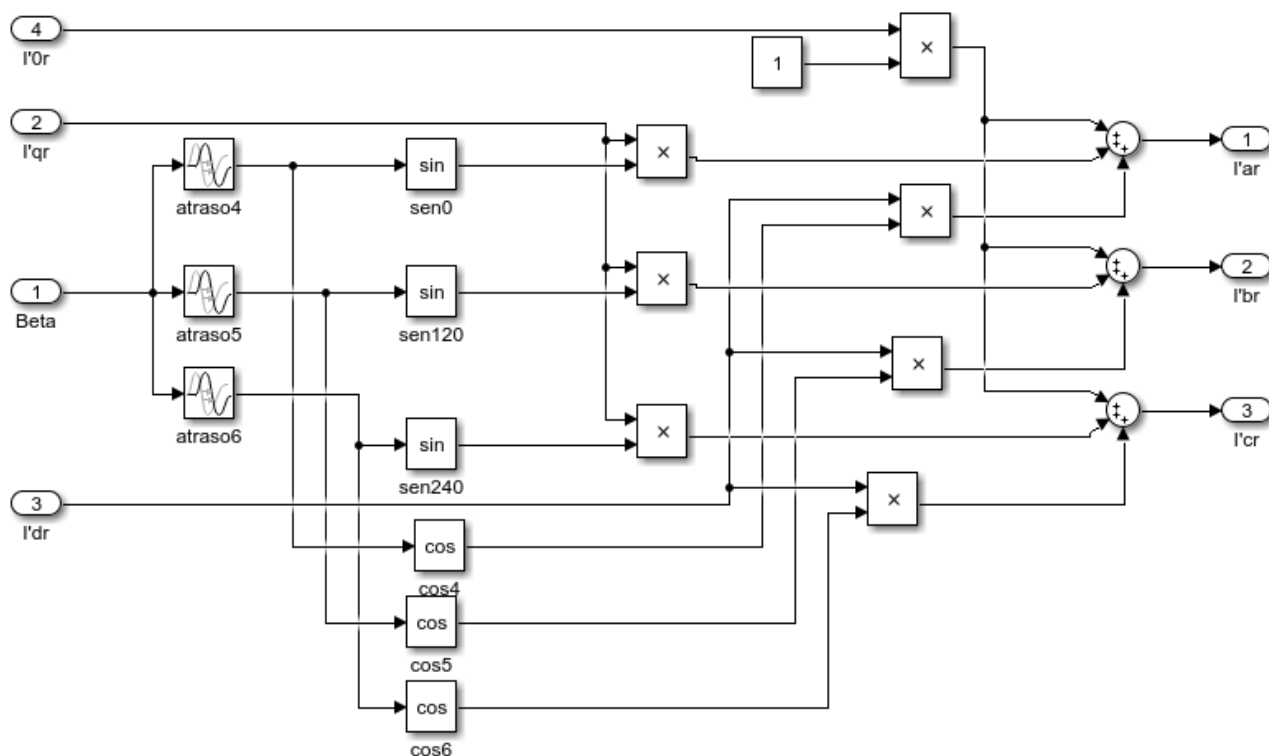 4
I'0r
1
×
2
I'qr
×
1
I'ar
atraso4
sin
sen0
×
1
Beta
atraso5
sin
sen120
×
2
I'br
×
atraso6
sin
sen240
×
3
I'cr
3
I'dr
×
cos
cos4
cos
cos5
cos
cos6